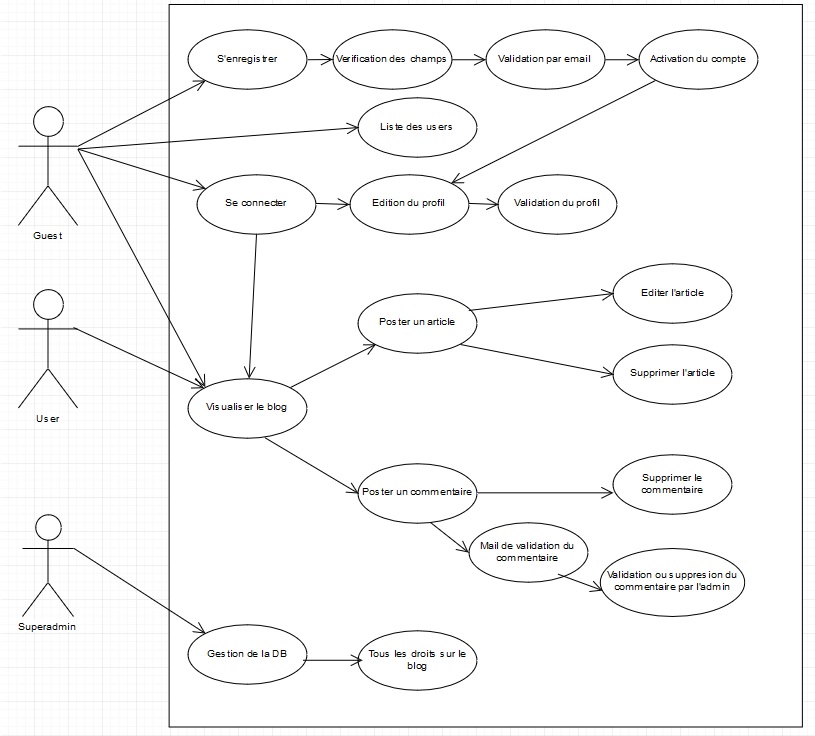 S'enregistrer
Verification des champs
Validation par email
Activation du compte
Liste des users
Guest
Se connecter
Edition du profil
Validation du profil
Editer l'article
Poster un article
Supprimer l'article
User
Visualiser le blog
Poster un commentaire
Supprimer le
commentaire
Mail de validation du
commentaire
Validation ou suppresion du
commentaire par l'admin
Superadmin
Gestion de la DB
Tous les droits sur le
blog